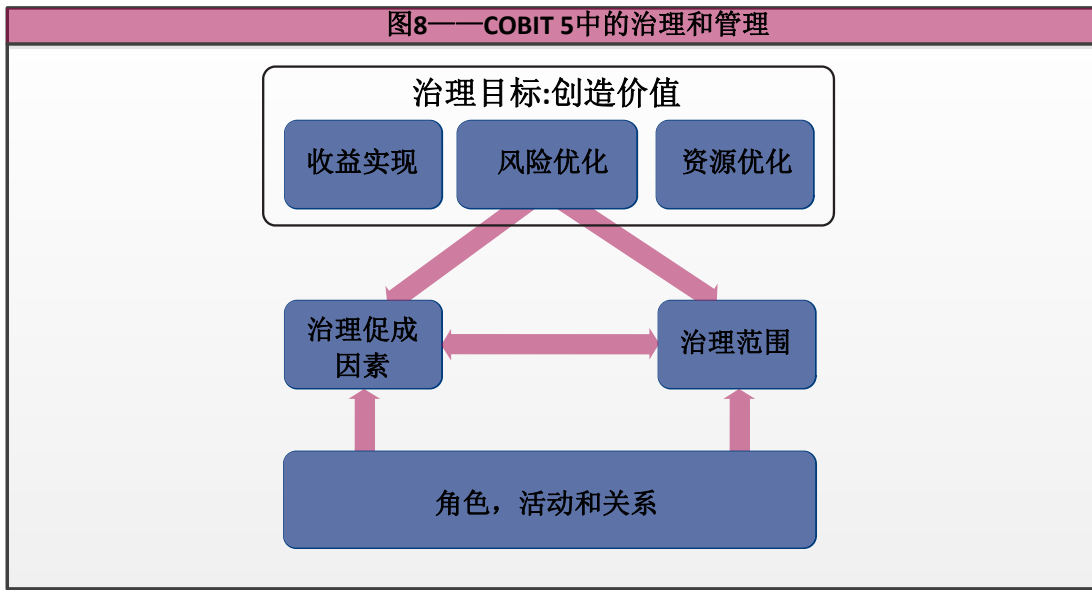 图8——COBIT 5中的治理和管理
治理目标:创造价值
收益实现
风险优化
资源优化
治理促成
因素
治理范围
角色，活动和关系